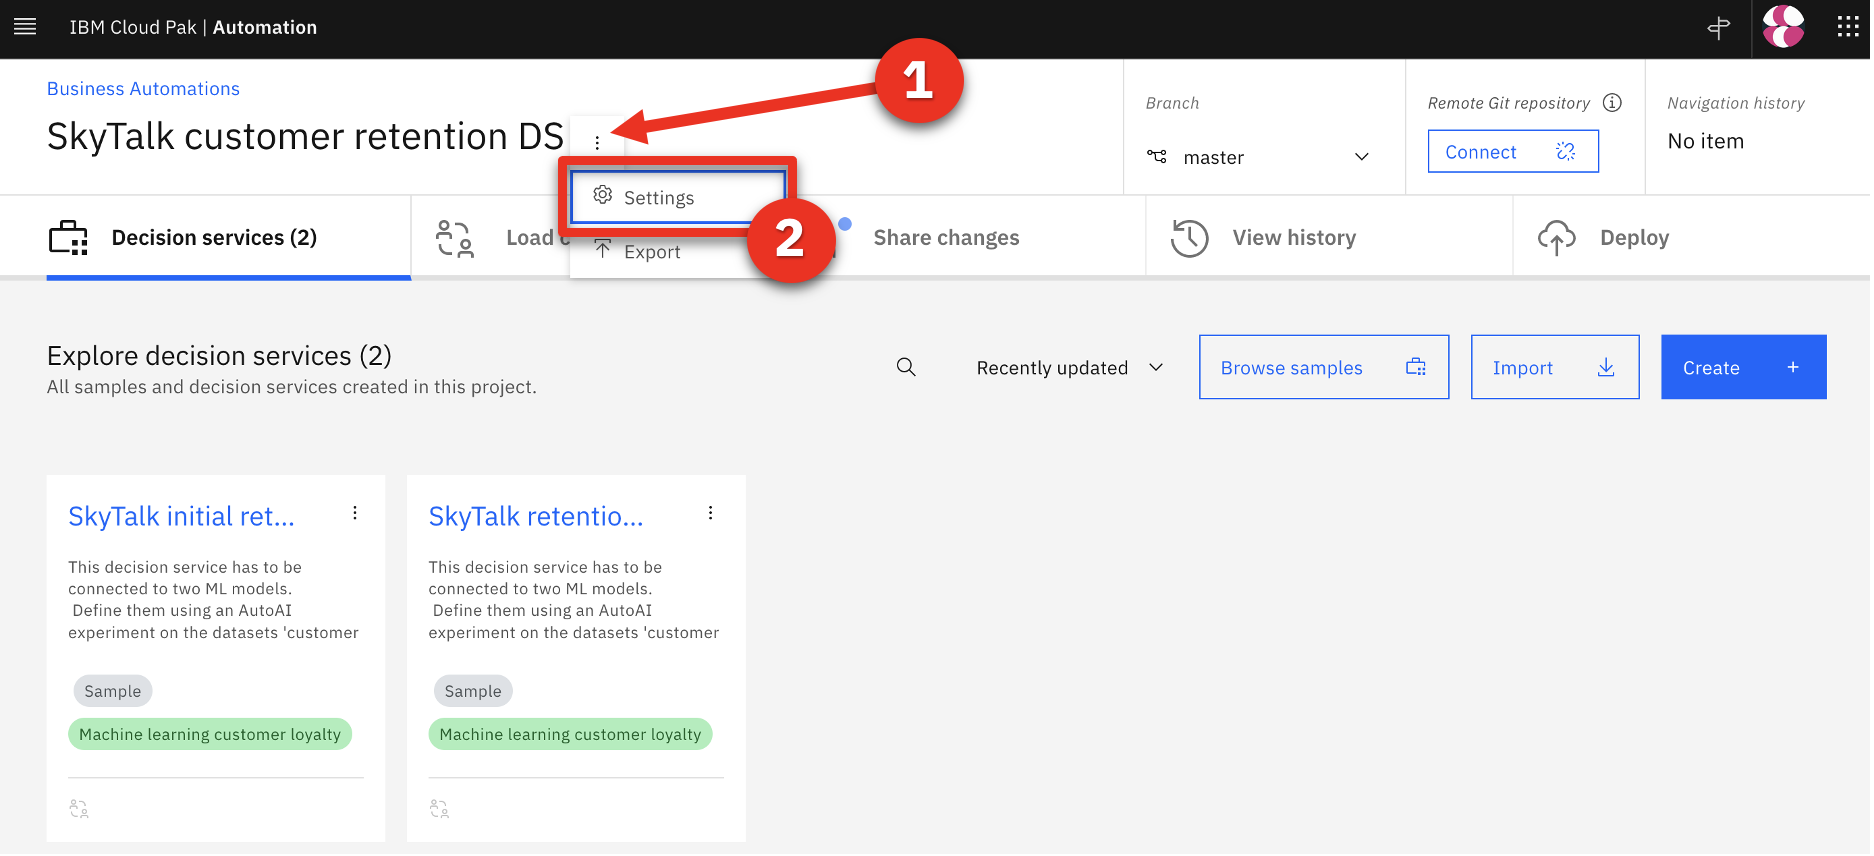 IBM Cloud Pak | Automation
Business Automations
SkyTalk customer retention DS
1
Branch
master
Remote Git repository
Connect
Navigation history
No item
Settings
Export
2
Decision services (2)
Load
Share changes
View history
Deploy
Explore decision services (2)
All samples and decision services created in this project.
Recently updated
Browse samples
Import
Create +
SkyTalk initial ret...
This decision service has to be
connected to two ML models.
Define them using an AutoAI
experiment on the datasets 'customer
Sample
Machine learning customer loyalty
SkyTalk retentio...
This decision service has to be
connected to two ML models.
Define them using an AutoAI
experiment on the datasets 'customer
Sample
Machine learning customer loyalty